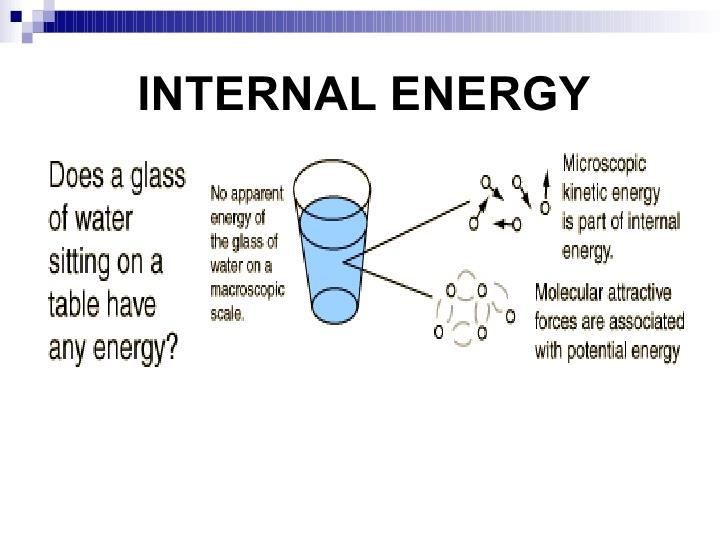 INTERNAL ENERGY
Does a glass
of water
sitting on a
table have
any energy?
No apparent
energy of
the glass of
water on a
macroscopic
scale.
Microscopic
kinetic energy
is part of internal
energy.
Molecular attractive
forces are associated
with potential energy